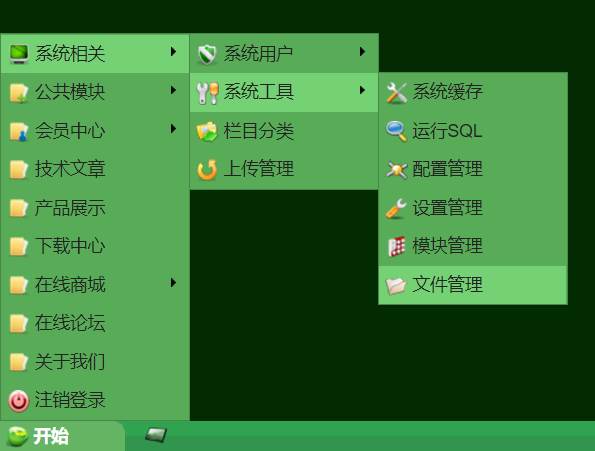 系统相关
公共模块
会员中心
技术文章
产品展示
下载中心
在线商城
在线论坛
关于我们
注销登录
系统用户
系统工具
栏目分类
上传管理
系统缓存
运行SQL
配置管理
设置管理
模块管理
文件管理
开始